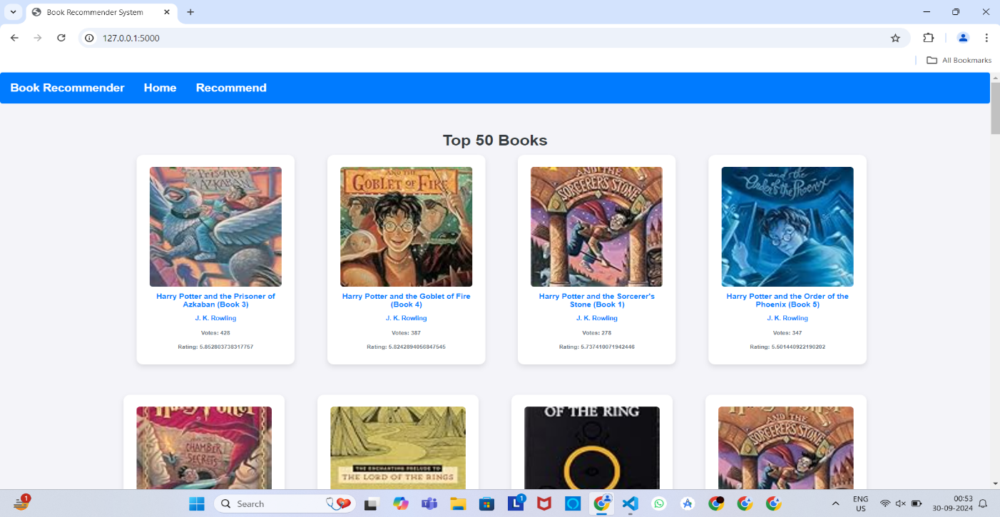 Book Recommender System
127.0.0.1:5000
All Bookmarks
Book Recommender Home Recommend
Top 50 Books
The Prisoner
of AZKABAN
AND THE
GOBLET OF FIRE
AND THE
SORCERER'S STONE
and the
Order of the Phoenix
Harry Potter and the Prisoner of
Azkaban (Book 3)
J. K. Rowling
Votes: 428
Rating: 5.852803738317757
Harry Potter and the Goblet of Fire
(Book 4)
J. K. Rowling
Votes: 387
Rating: 5.8242894056847545
Harry Potter and the Sorcerer's
Stone (Book 1)
J. K. Rowling
Votes: 278
Rating: 5.737410071942446
Harry Potter and the Order of the
Phoenix (Book 5)
J. K. Rowling
Votes: 347
Rating: 5.501440922190202
Harry Potter
CHAMBER
SECRETS
THE ENCHANTING PRELUDE TO
THE LORD OF THE RINGS
OF THE RING
AND THE
SORCERER'S STONE
1
Search
1
ENG
US
00:53
30-09-2024